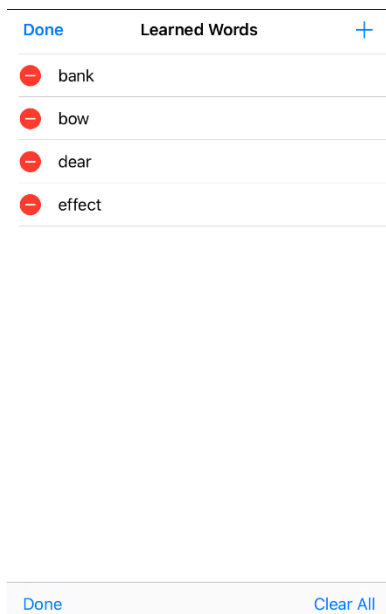 Done Learned Words +
bank
bow
dear
effect
Done Clear All